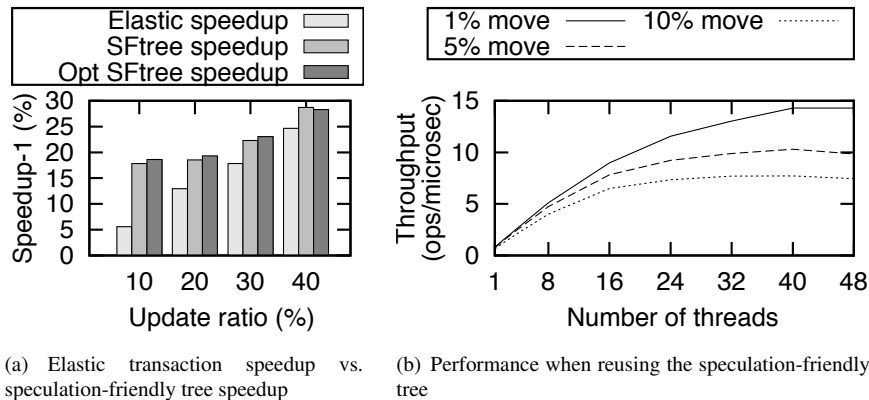 Elastic speedup
SFtree speedup
Opt SFtree speedup
Speedup-1 (%)
30
25
20
15
10
5
0
10 20 30 40
Update ratio (%)
(a) Elastic transaction speedup vs.
speculation-friendly tree speedup
1% move 10% move
5% move
Throughput
(ops/microsec)
15
10
5
0
1 8 16 24 32 40 48
Number of threads
(b) Performance when reusing the speculation-friendly
tree